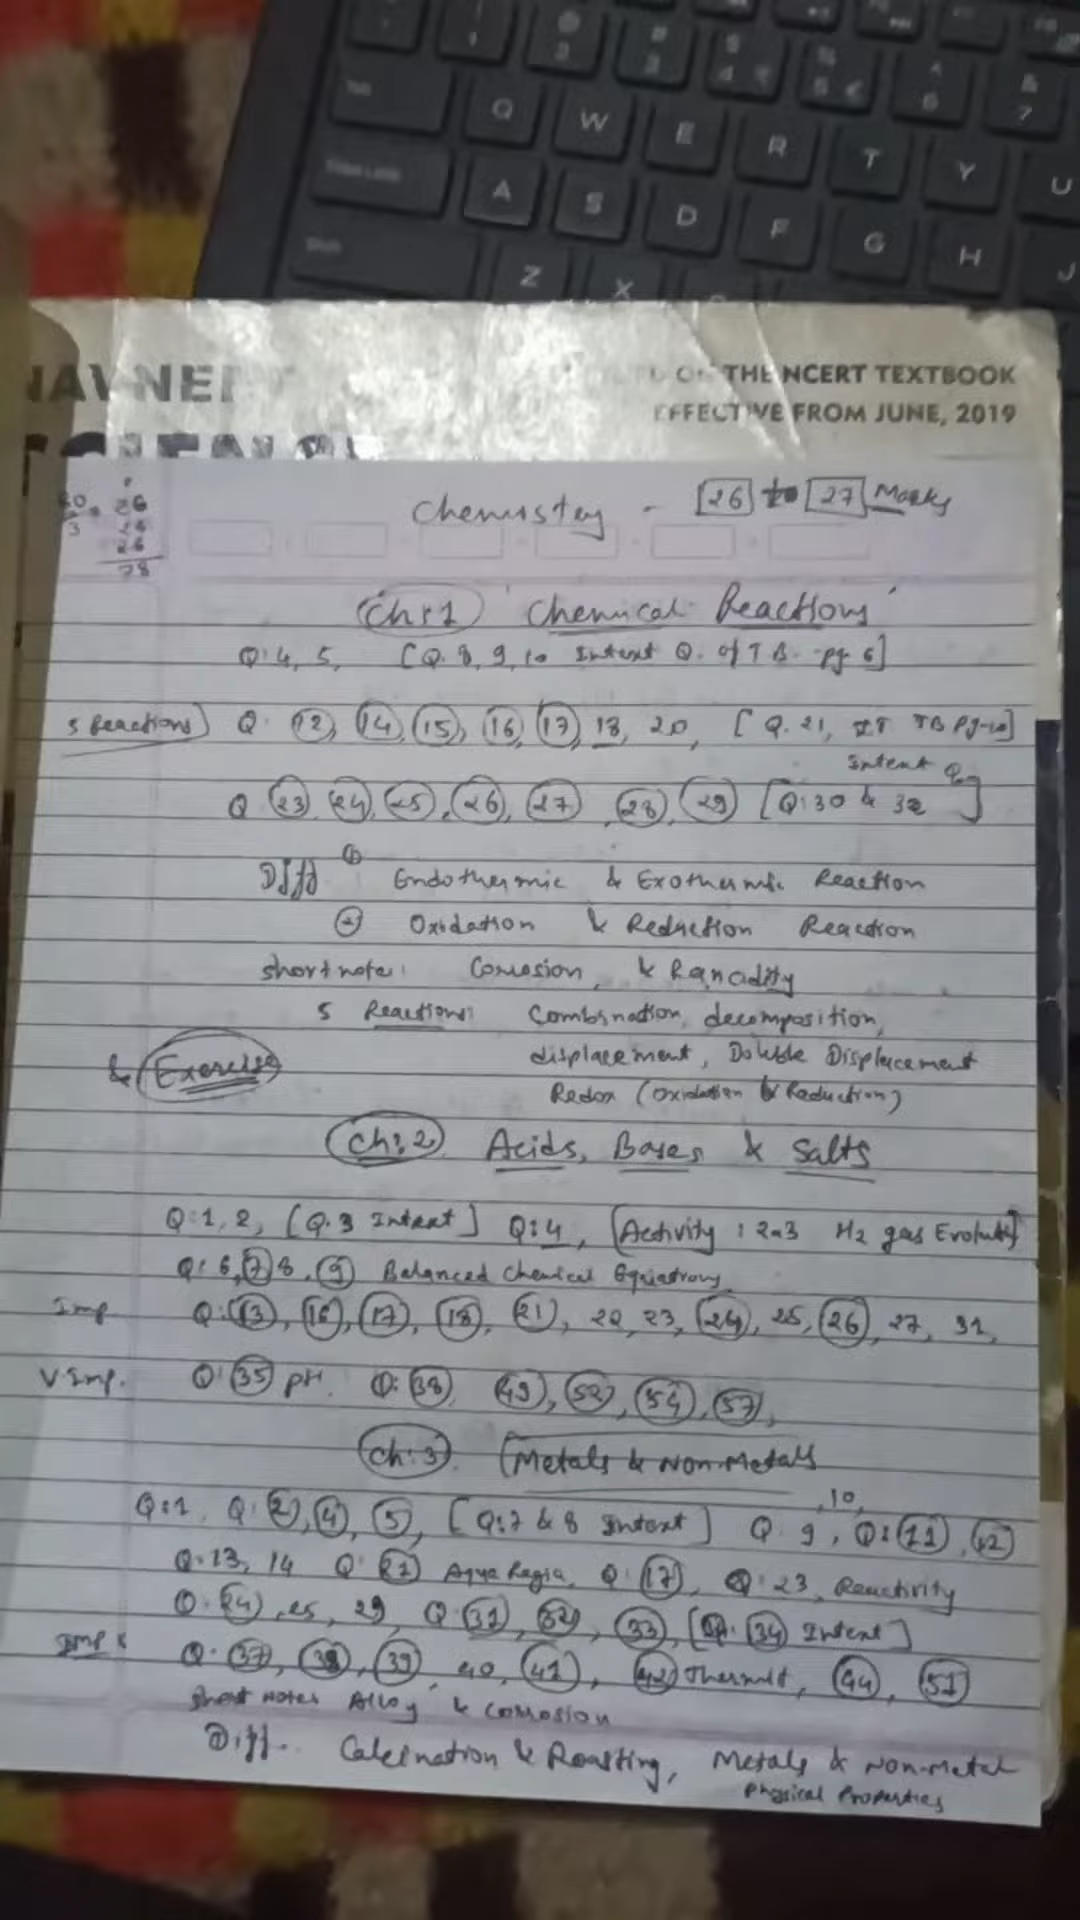 Q W E R T Y U
A S D F G H J
Z X
NAVNEET
OF THE NCERT TEXTBOOK
EFFECTIVE FROM JUNE, 2019
Chemistry - 26 to 27 Marks
26
26
78
Ch:1 Chemical Reactions
Q:4, 5, [Q. 8, 9, 10 Intext Q. of T B. pg 6]
5 Reactions] Q. 12, 14, 15, 16, 17, 18, 20, [Q. 21, IT TB Pg-10]
Intext Q.
Q 23, 24, 25, 26, 27, 28, 29 [Q:30 & 32]
Diff ① Endothermic & Exothermic Reaction
② Oxidation & Reduction Reaction
short note: Corrosion, & Rancidity
5 Reactions: Combination, decomposition,
displacement, Double Displacement
& Exercise
Redox (Oxidation & Reduction)
Ch:2 Acids, Bases & Salts
Q:1, 2, [Q.3 Intext] Q:4, [Activity: 2.3 H2 gas
Q: 6, 7, 8, 9 Balanced Chemical Equations
Imp Q: 13, 16, 17, 18, 21, 22, 23, 24, 25, 26, 27, 31,
V Imp. Q: 35 pH. Q: 38, 49, 52, 54, 57,
Ch:3. Metals & Non-Metals
Q:1, Q: 2, 4, 5, [Q:7 & 8 Intext] Q. 9, 10, Q: 11, 12
Q:13, 14 Q: 21 Aqua Regia, Q: 17, Q:23, Reactivity
Q: 24, 25, 29, Q: 31, 32, 33, [Q. 34 Intext]
Imp: Q. 37, 38, 39, 40, 41, 42 Thermit, 44, 51
Short notes Alloy & Corrosion
Diff. Calcination & Roasting, Metals & Non-metal
Physical Properties